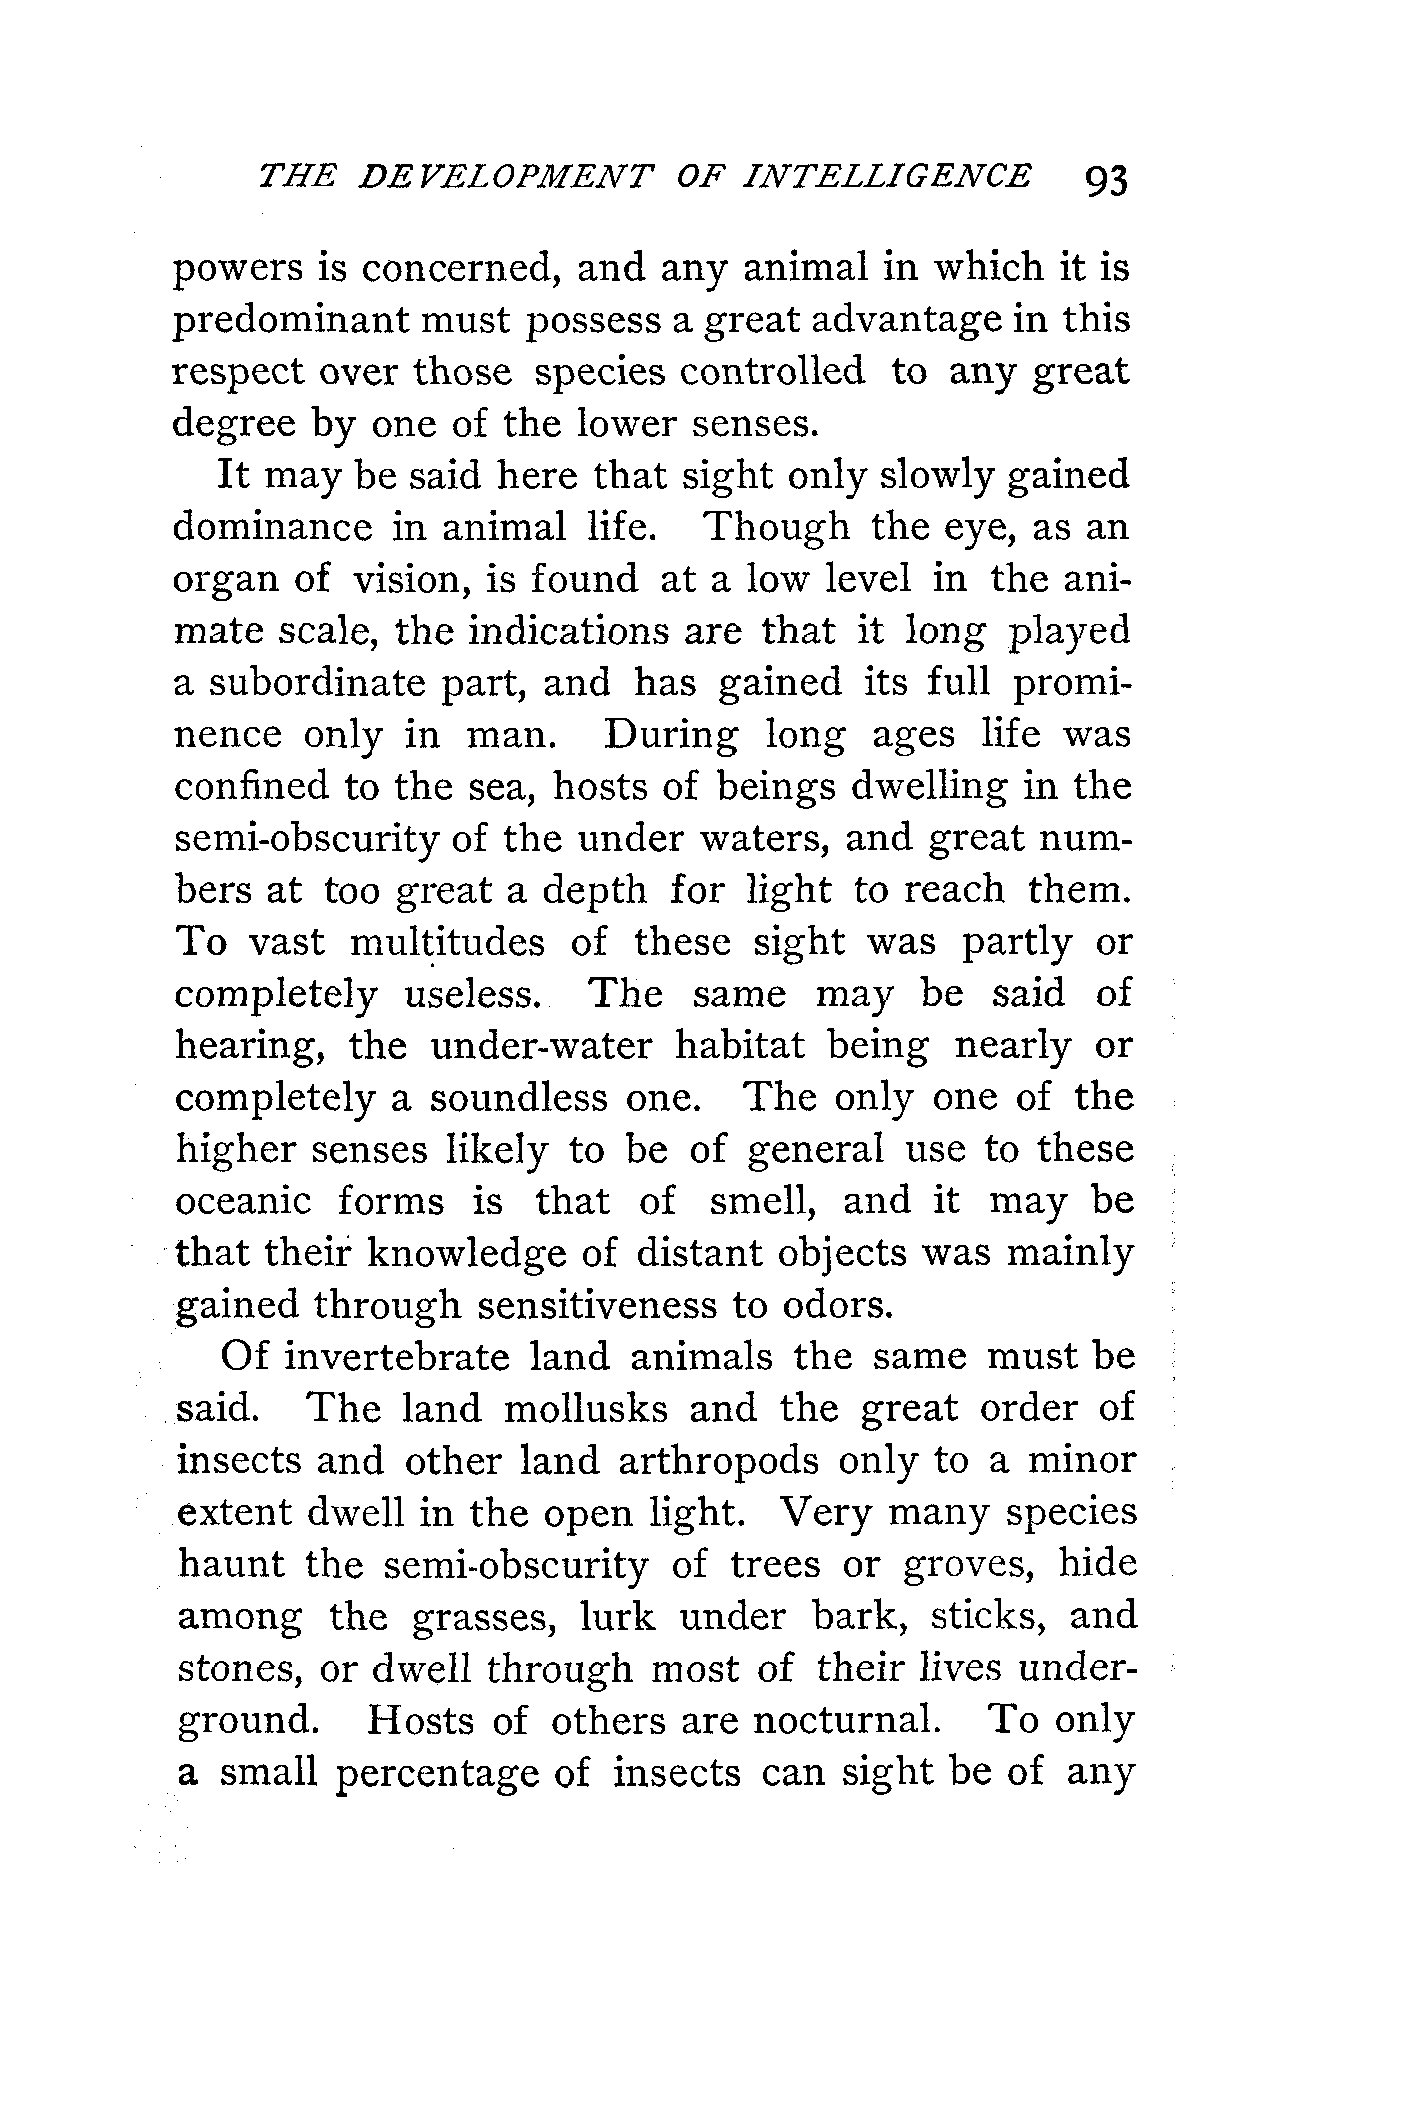 THE DEVELOPMENT OF INTELLIGENCE 93
powers is concerned, and any animal in which it is
predominant must possess a great advantage in this
respect over those species controlled to any great
degree by one of the lower senses.
It may be said here that sight only slowly gained
dominance in animal life. Though the eye, as an
organ of vision, is found at a low level in the ani-
mate scale, the indications are that it long played
a subordinate part, and has gained its full promi-
nence only in man. During long ages life was
confined to the sea, hosts of beings dwelling in the
semi-obscurity of the under waters, and great num-
bers at too great a depth for light to reach them.
To vast multitudes of these sight was partly or
completely useless. The same may be said of
hearing, the under-water habitat being nearly or
completely a soundless one. The only one of the
higher senses likely to be of general use to these
oceanic forms is that of smell, and it may be
that their knowledge of distant objects was mainly
gained through sensitiveness to odors.
Of invertebrate land animals the same must be
said. The land mollusks and the great order of
insects and other land arthropods only to a minor
extent dwell in the open light. Very many species
haunt the semi-obscurity of trees or groves, hide
among the grasses, lurk under bark, sticks, and
stones, or dwell through most of their lives under-
ground. Hosts of others are nocturnal. To only
a small percentage of insects can sight be of any